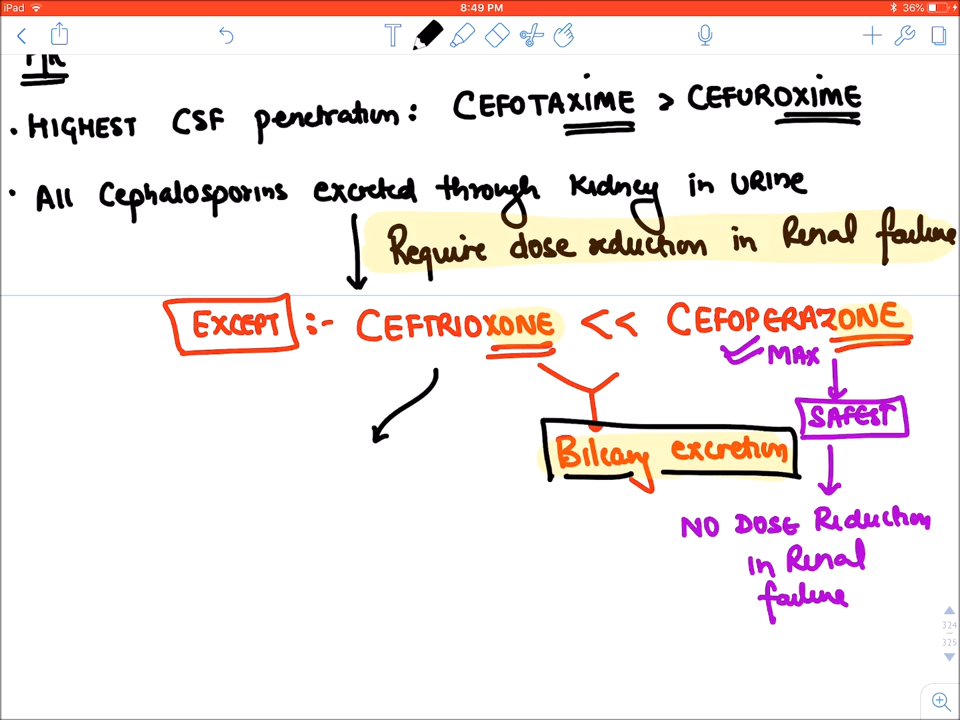 iPad 8:49 PM 36%
T
P/K
• HIGHEST CSF penetration: CEFOTAXIME > CEFUROXIME
• All Cephalosporins excreted through Kidney in URINE
Require dose reduction in Renal failure
EXCEPT :- CEFTRIOXONE << CEFOPERAZONE
MAX
SAFEST
Biliary excretion
NO DOSE Reduction
in Renal
failure
324
325